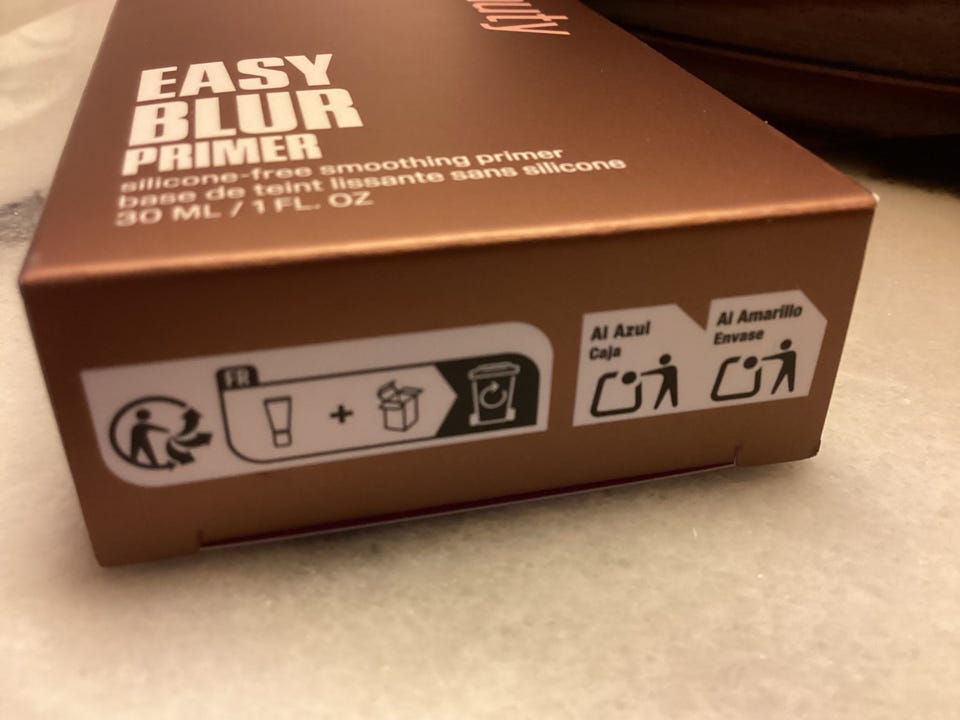 EASY
BLUR
PRIMER
silicone-free smoothing primer
base de teint lissante sans silicone
30 ML / 1 FL. OZ
FR
+
Al Azul
Caja
Al Amarillo
Envase